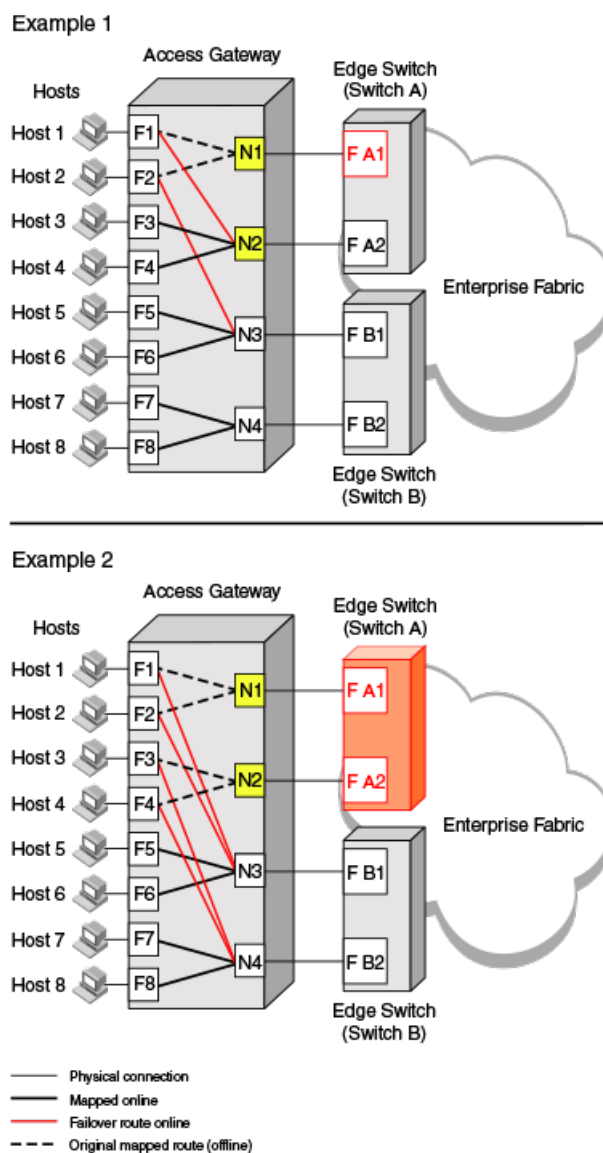 Example 1
Access Gateway
Hosts
Edge Switch
(Switch A)
Host 1
F1
N1
F A1
Host 2
F2
Host 3
F3
N2
F A2
Host 4
F4
Enterprise Fabric
Host 5
F5
N3
F B1
Host 6
F6
Host 7
F7
N4
F B2
Host 8
F8
Edge Switch
(Switch B)
Example 2
Access Gateway
Hosts
Edge Switch
(Switch A)
Host 1
F1
N1
F A1
Host 2
F2
Host 3
F3
N2
F A2
Host 4
F4
Enterprise Fabric
Host 5
F5
N3
F B1
Host 6
F6
Host 7
F7
N4
F B2
Host 8
F8
Edge Switch
(Switch B)
Physical connection
Mapped online
Failover route online
Original mapped route (offline)